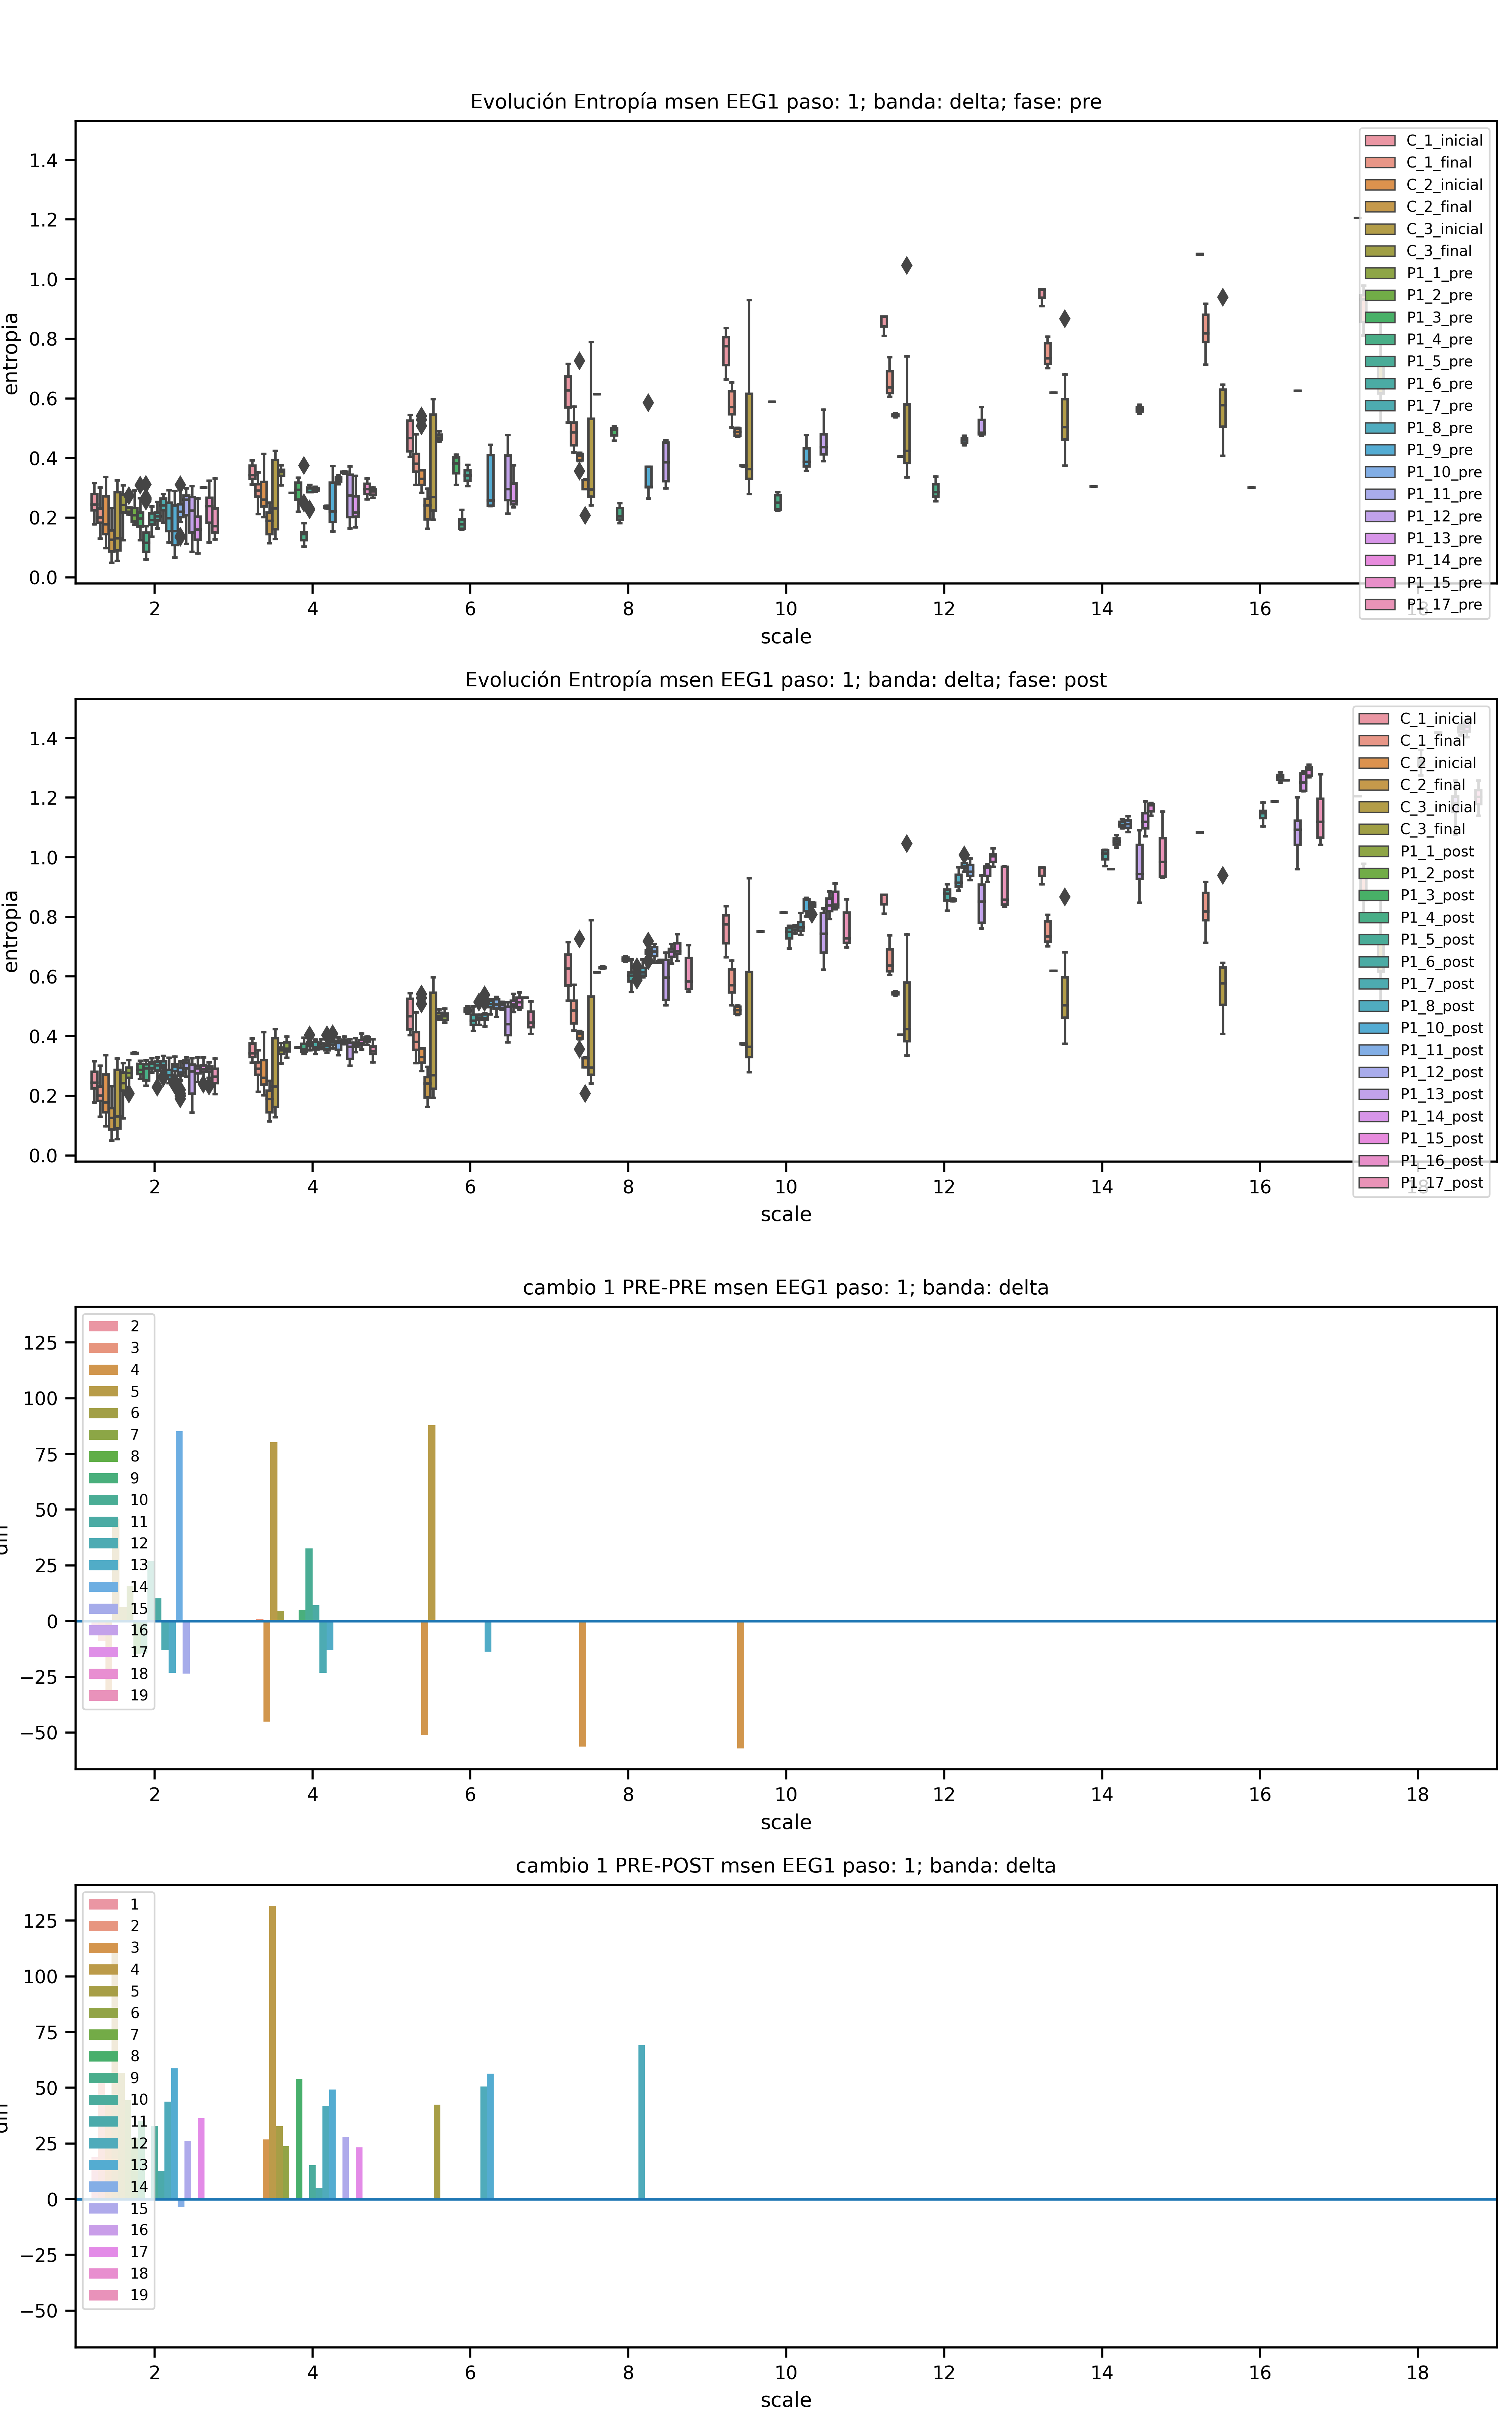 Evolución Entropía msen EEG1 paso: 1; banda: delta; fase: pre
entropia
1.4
1.2
1.0
0.8
0.6
0.4
0.2
0.0
C_1_inicial
C_1_final
C_2_inicial
C_2_final
C_3_inicial
C_3_final
P1_1_pre
P1_2_pre
P1_3_pre
P1_4_pre
P1_5_pre
P1_6_pre
P1_7_pre
P1_8_pre
P1_9_pre
P1_10_pre
P1_11_pre
P1_12_pre
P1_13_pre
P1_14_pre
P1_15_pre
P1_17_pre
2 4 6 8 10 12 14 16 18
scale
Evolución Entropía msen EEG1 paso: 1; banda: delta; fase: post
entropia
1.4
1.2
1.0
0.8
0.6
0.4
0.2
0.0
C_1_inicial
C_1_final
C_2_inicial
C_2_final
C_3_inicial
C_3_final
P1_1_post
P1_2_post
P1_3_post
P1_4_post
P1_5_post
P1_6_post
P1_7_post
P1_8_post
P1_10_post
P1_11_post
P1_12_post
P1_13_post
P1_14_post
P1_15_post
P1_16_post
P1_17_post
2 4 6 8 10 12 14 16 18
scale
cambio 1 PRE-PRE msen EEG1 paso: 1; banda: delta
125
100
75
50
25
0
−25
−50
2
3
4
5
6
7
8
9
10
11
12
13
14
15
16
17
18
19
2 4 6 8 10 12 14 16 18
scale
cambio 1 PRE-POST msen EEG1 paso: 1; banda: delta
125
100
75
50
25
0
−25
−50
1
2
3
4
5
6
7
8
9
10
11
12
13
14
15
16
17
18
19
2 4 6 8 10 12 14 16 18
scale